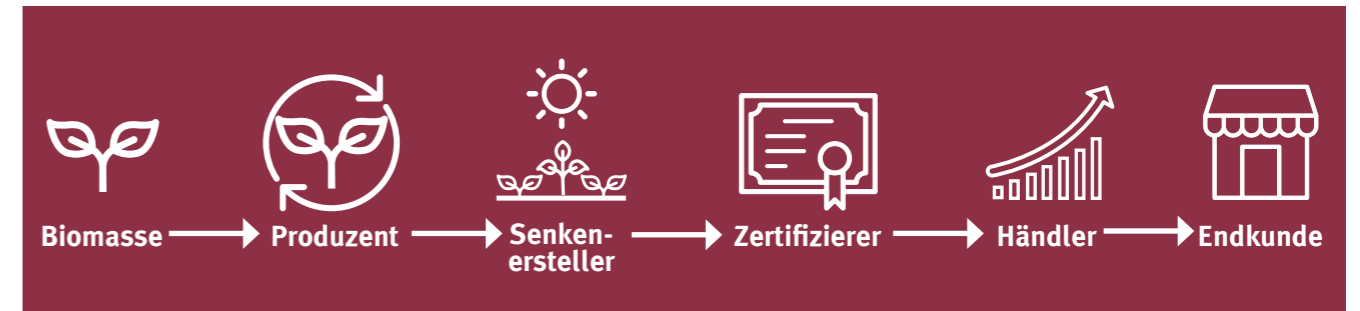 Biomasse
Produzent
Senken-
ersteller
Zertifizierer
Händler
Endkunde